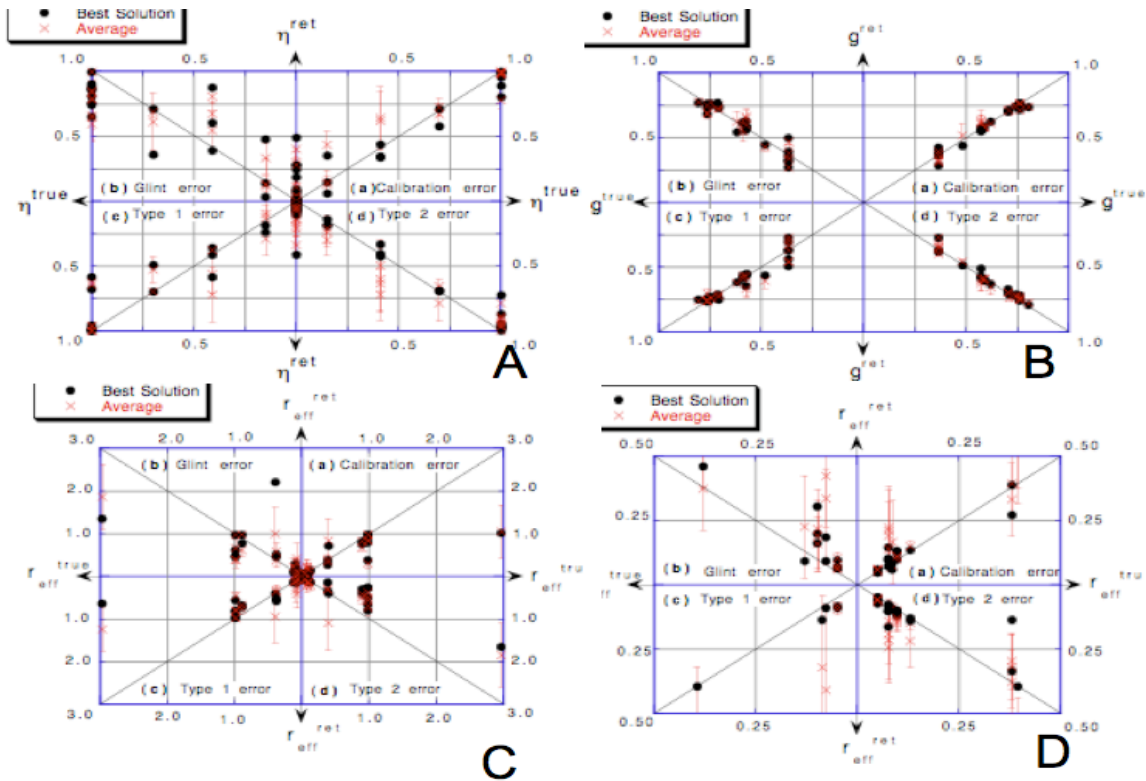 Best Solution
Average
η^ret
1.0 0.5 0.5 1.0
0.5 0.5
(b) Glint error (a) Calibration error
η^true η^true
(c) Type 1 error (d) Type 2 error
0.5 0.5
1.0 0.5 0.5 1.0
η^ret
A
Best Solution
Average
g^ret
1.0 0.5 0.5 1.0
0.5 0.5
(b) Glint error (a) Calibration error
g^true g^true
(c) Type 1 error (d) Type 2 error
0.5 0.5
1.0 0.5 0.5 1.0
g^ret
B
Best Solution
Average
r_eff^ret
3.0 2.0 1.0 1.0 2.0 3.0
(b) Glint error (a) Calibration error
2.0 2.0
1.0 1.0
r_eff^true r_eff^tru
1.0 1.0
2.0 2.0
(c) Type 1 error (d) Type 2 error
3.0 2.0 1.0 1.0 2.0 3.0
r_eff^ret
C
Best Solution
Average
r_eff^ret
0.50 0.25 0.25 0.50
0.25 0.25
(b) Glint error (a) Calibration error
true r_eff^tru
eff
(c) Type 1 error (d) Type 2 error
0.25 0.25
0.50 0.25 0.25 0.50
r_eff^ret
D